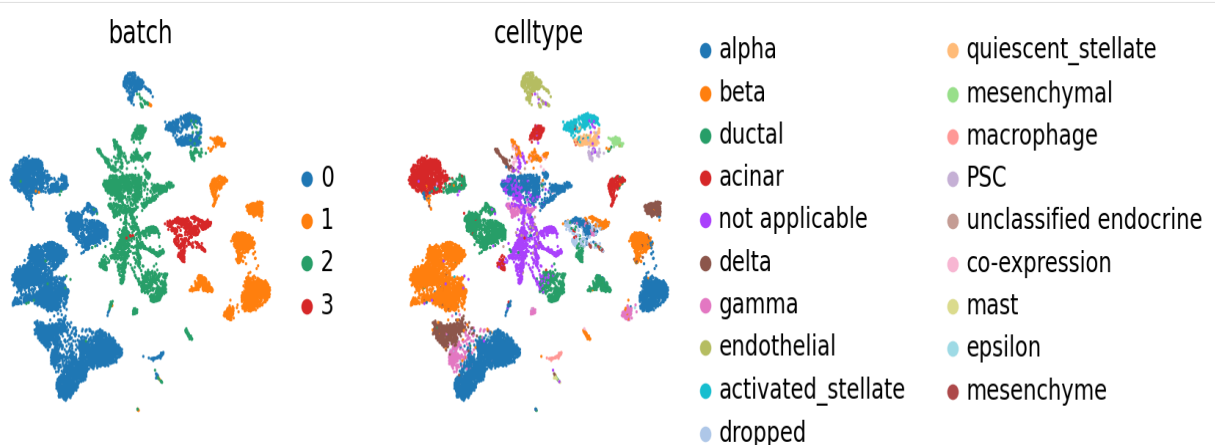 batch
celltype
0
1
2
3
alpha
beta
ductal
acinar
not applicable
delta
gamma
endothelial
activated_stellate
dropped
quiescent_stellate
mesenchymal
macrophage
PSC
unclassified endocrine
co-expression
mast
epsilon
mesenchyme